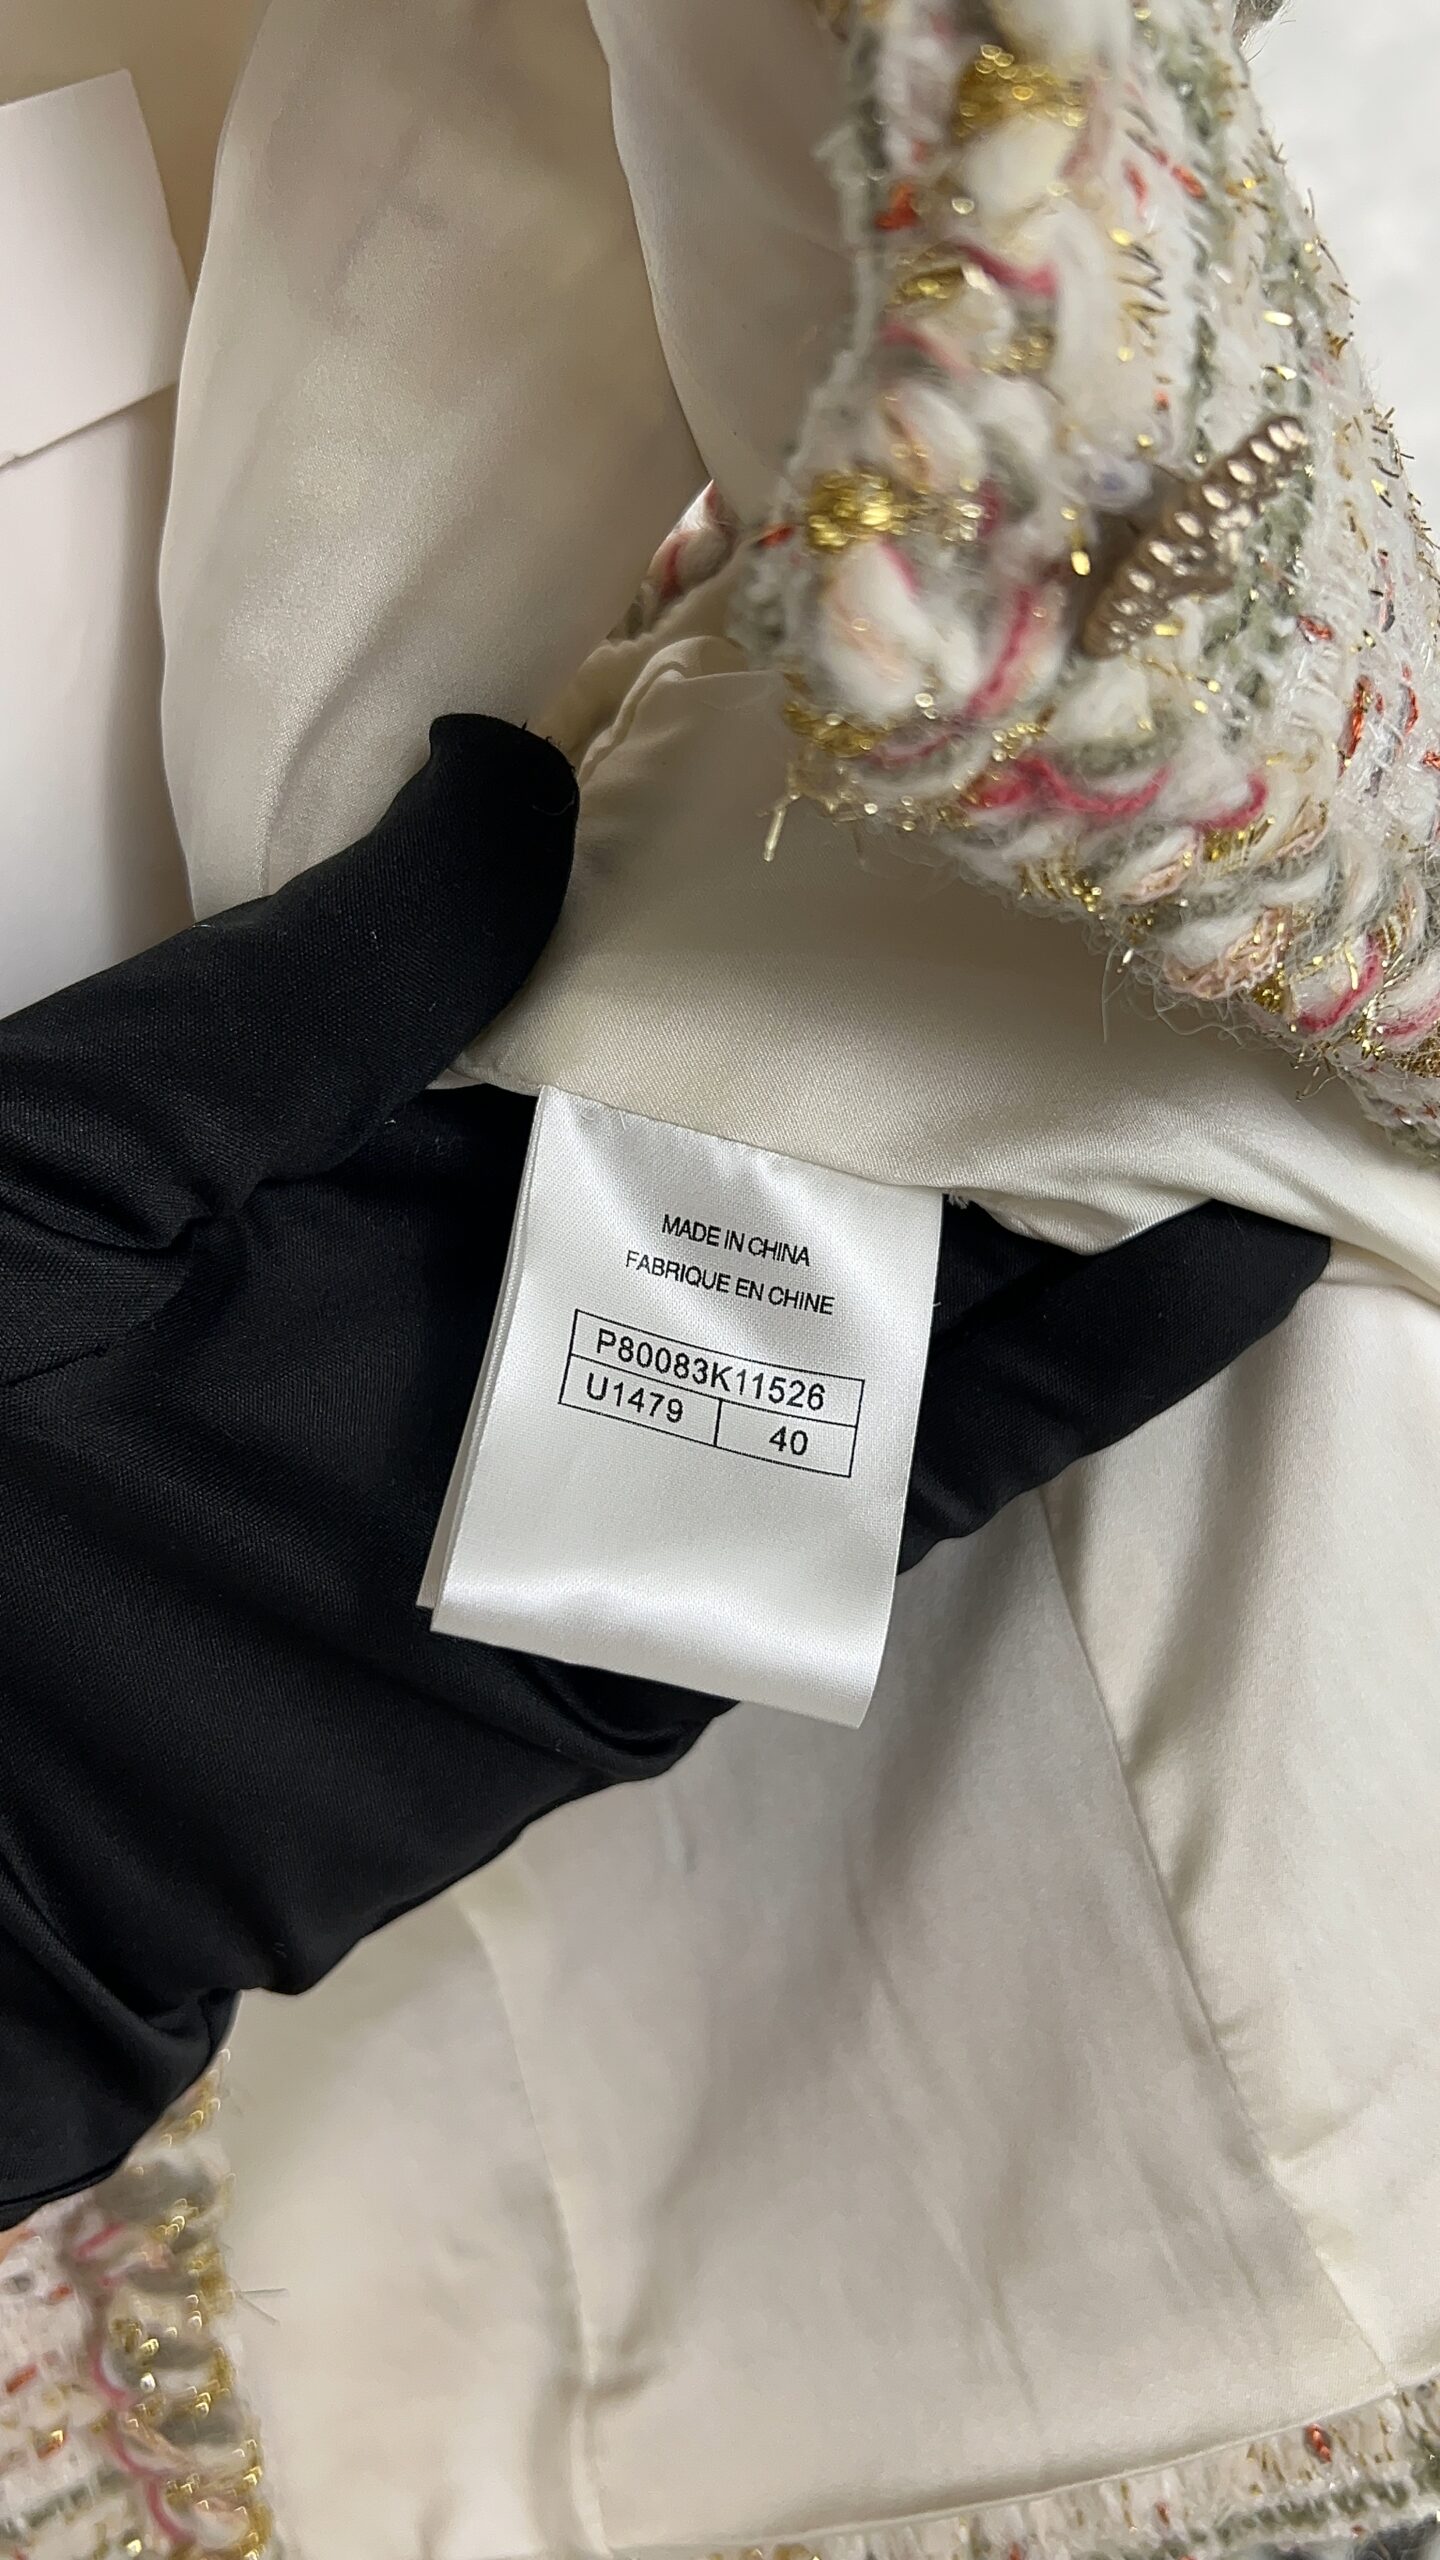 MADE IN CHINA
FABRIQUE EN CHINE
P80083K11526
U1479 40